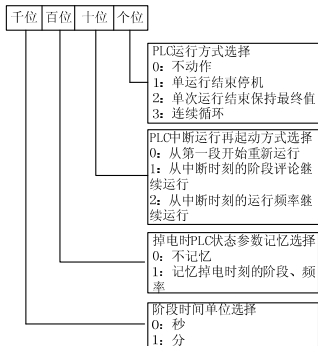 千位 百位 十位 个位
PLC运行方式选择
0: 不动作
1: 单运行结束停机
2: 单次运行结束保持最终值
3: 连续循环
PLC中断运行再起动方式选择
0: 从第一段开始重新运行
1: 从中断时刻的阶段评论继
续运行
2: 从中断时刻的运行频率继
续运行
掉电时PLC状态参数记忆选择
0: 不记忆
1: 记忆掉电时刻的阶段、频
率
阶段时间单位选择
0: 秒
1: 分